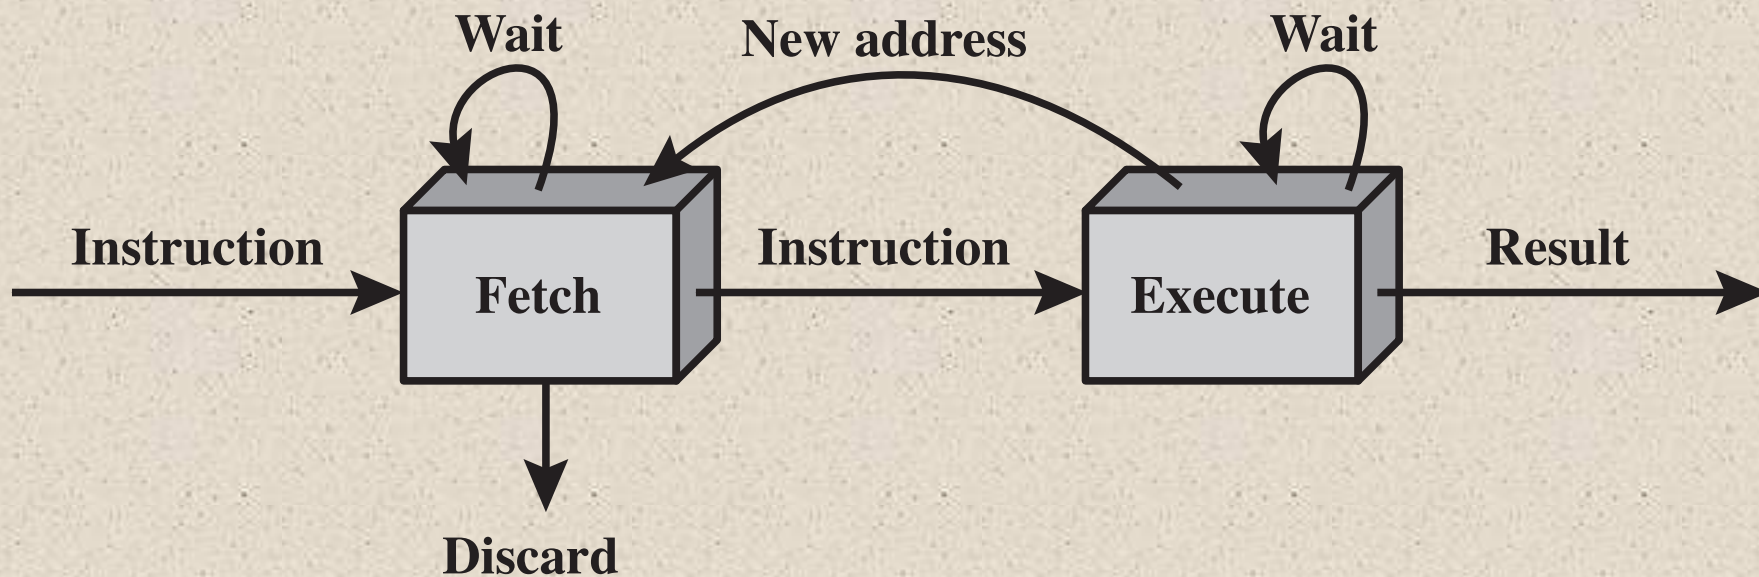 Wait
New address
Wait
Instruction
Instruction
Result
Fetch
Execute
Discard